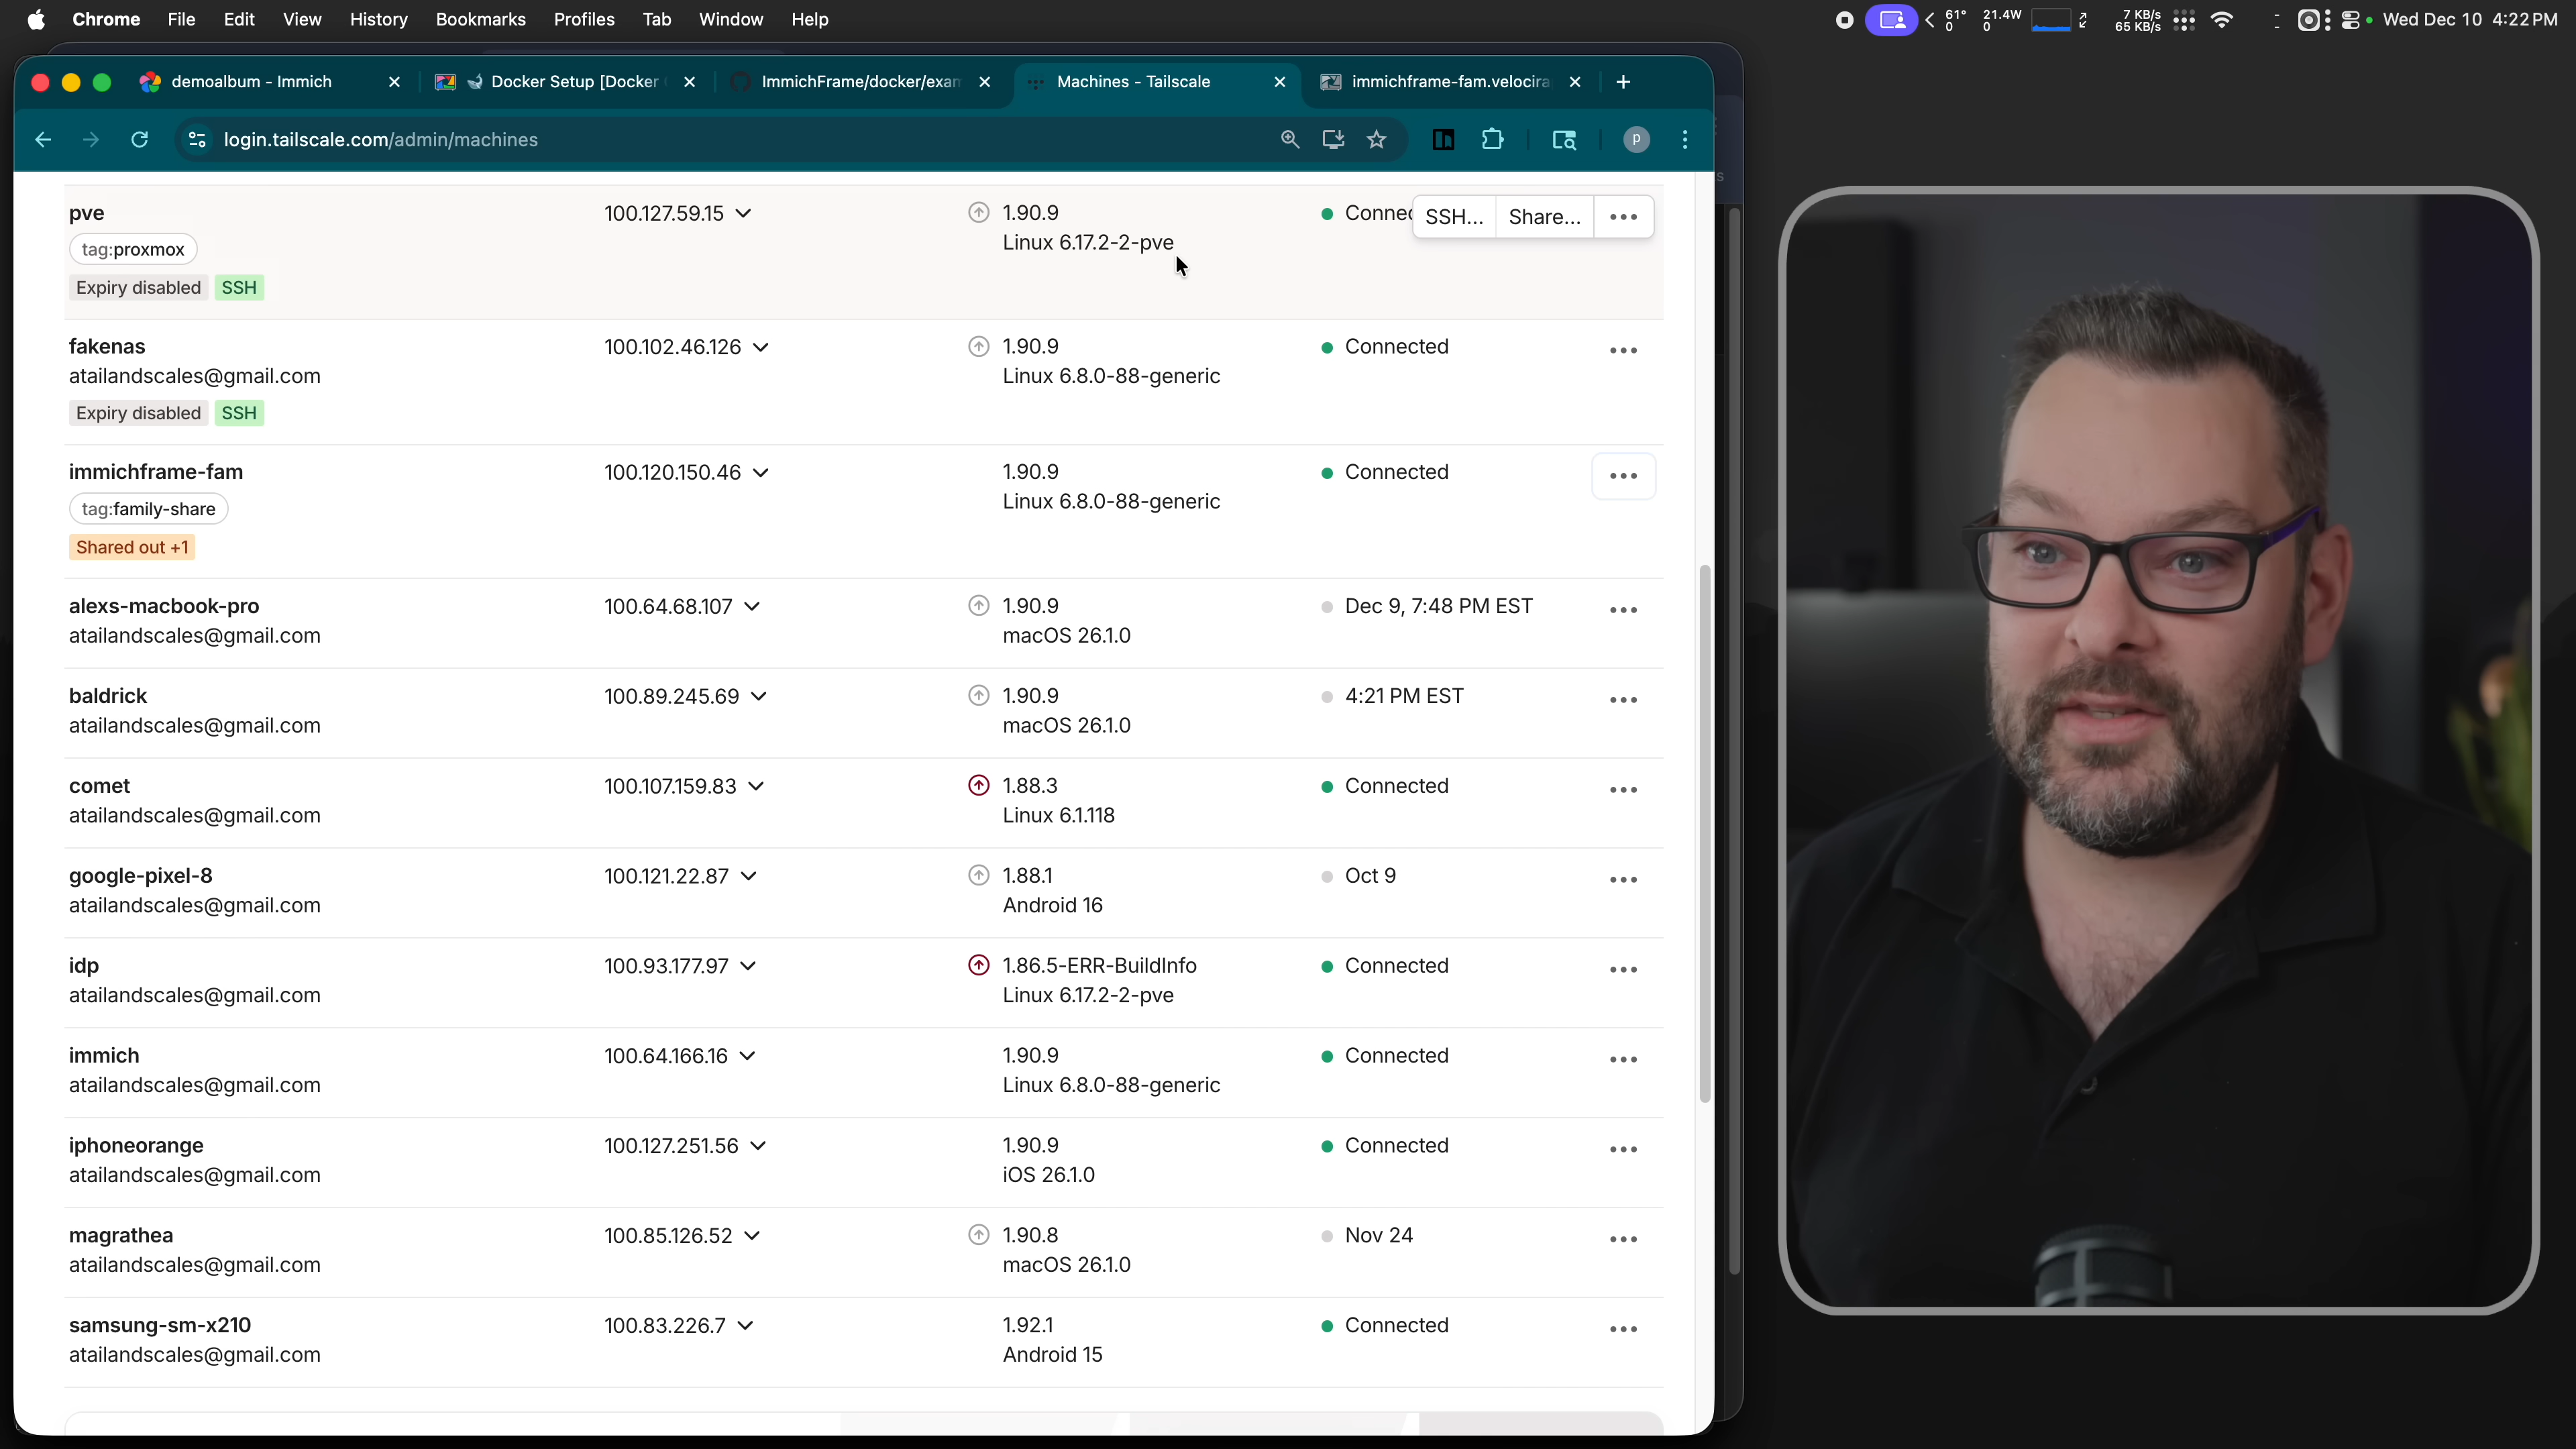 Chrome File Edit View History Bookmarks Profiles Tab Window Help
61° 0 21.4W 0 7 KB/s 65 KB/s Wed Dec 10 4:22 PM
demoalbum - Immich
Docker Setup [Docker
ImmichFrame/docker/exam
Machines - Tailscale
immichframe-fam.velocira
login.tailscale.com/admin/machines
P
pve 100.127.59.15 1.90.9 Connec SSH... Share...
Linux 6.17.2-2-pve
tag:proxmox
Expiry disabled SSH
fakenas 100.102.46.126 1.90.9 Connected
atailandscales@gmail.com Linux 6.8.0-88-generic
Expiry disabled SSH
immichframe-fam 100.120.150.46 1.90.9 Connected
Linux 6.8.0-88-generic
tag:family-share
Shared out +1
alexs-macbook-pro 100.64.68.107 1.90.9 Dec 9, 7:48 PM EST
atailandscales@gmail.com macOS 26.1.0
baldrick 100.89.245.69 1.90.9 4:21 PM EST
atailandscales@gmail.com macOS 26.1.0
comet 100.107.159.83 1.88.3 Connected
atailandscales@gmail.com Linux 6.1.118
google-pixel-8 100.121.22.87 1.88.1 Oct 9
atailandscales@gmail.com Android 16
idp 100.93.177.97 1.86.5-ERR-BuildInfo Connected
atailandscales@gmail.com Linux 6.17.2-2-pve
immich 100.64.166.16 1.90.9 Connected
atailandscales@gmail.com Linux 6.8.0-88-generic
iphoneorange 100.127.251.56 1.90.9 Connected
atailandscales@gmail.com iOS 26.1.0
magrathea 100.85.126.52 1.90.8 Nov 24
atailandscales@gmail.com macOS 26.1.0
samsung-sm-x210 100.83.226.7 1.92.1 Connected
atailandscales@gmail.com Android 15